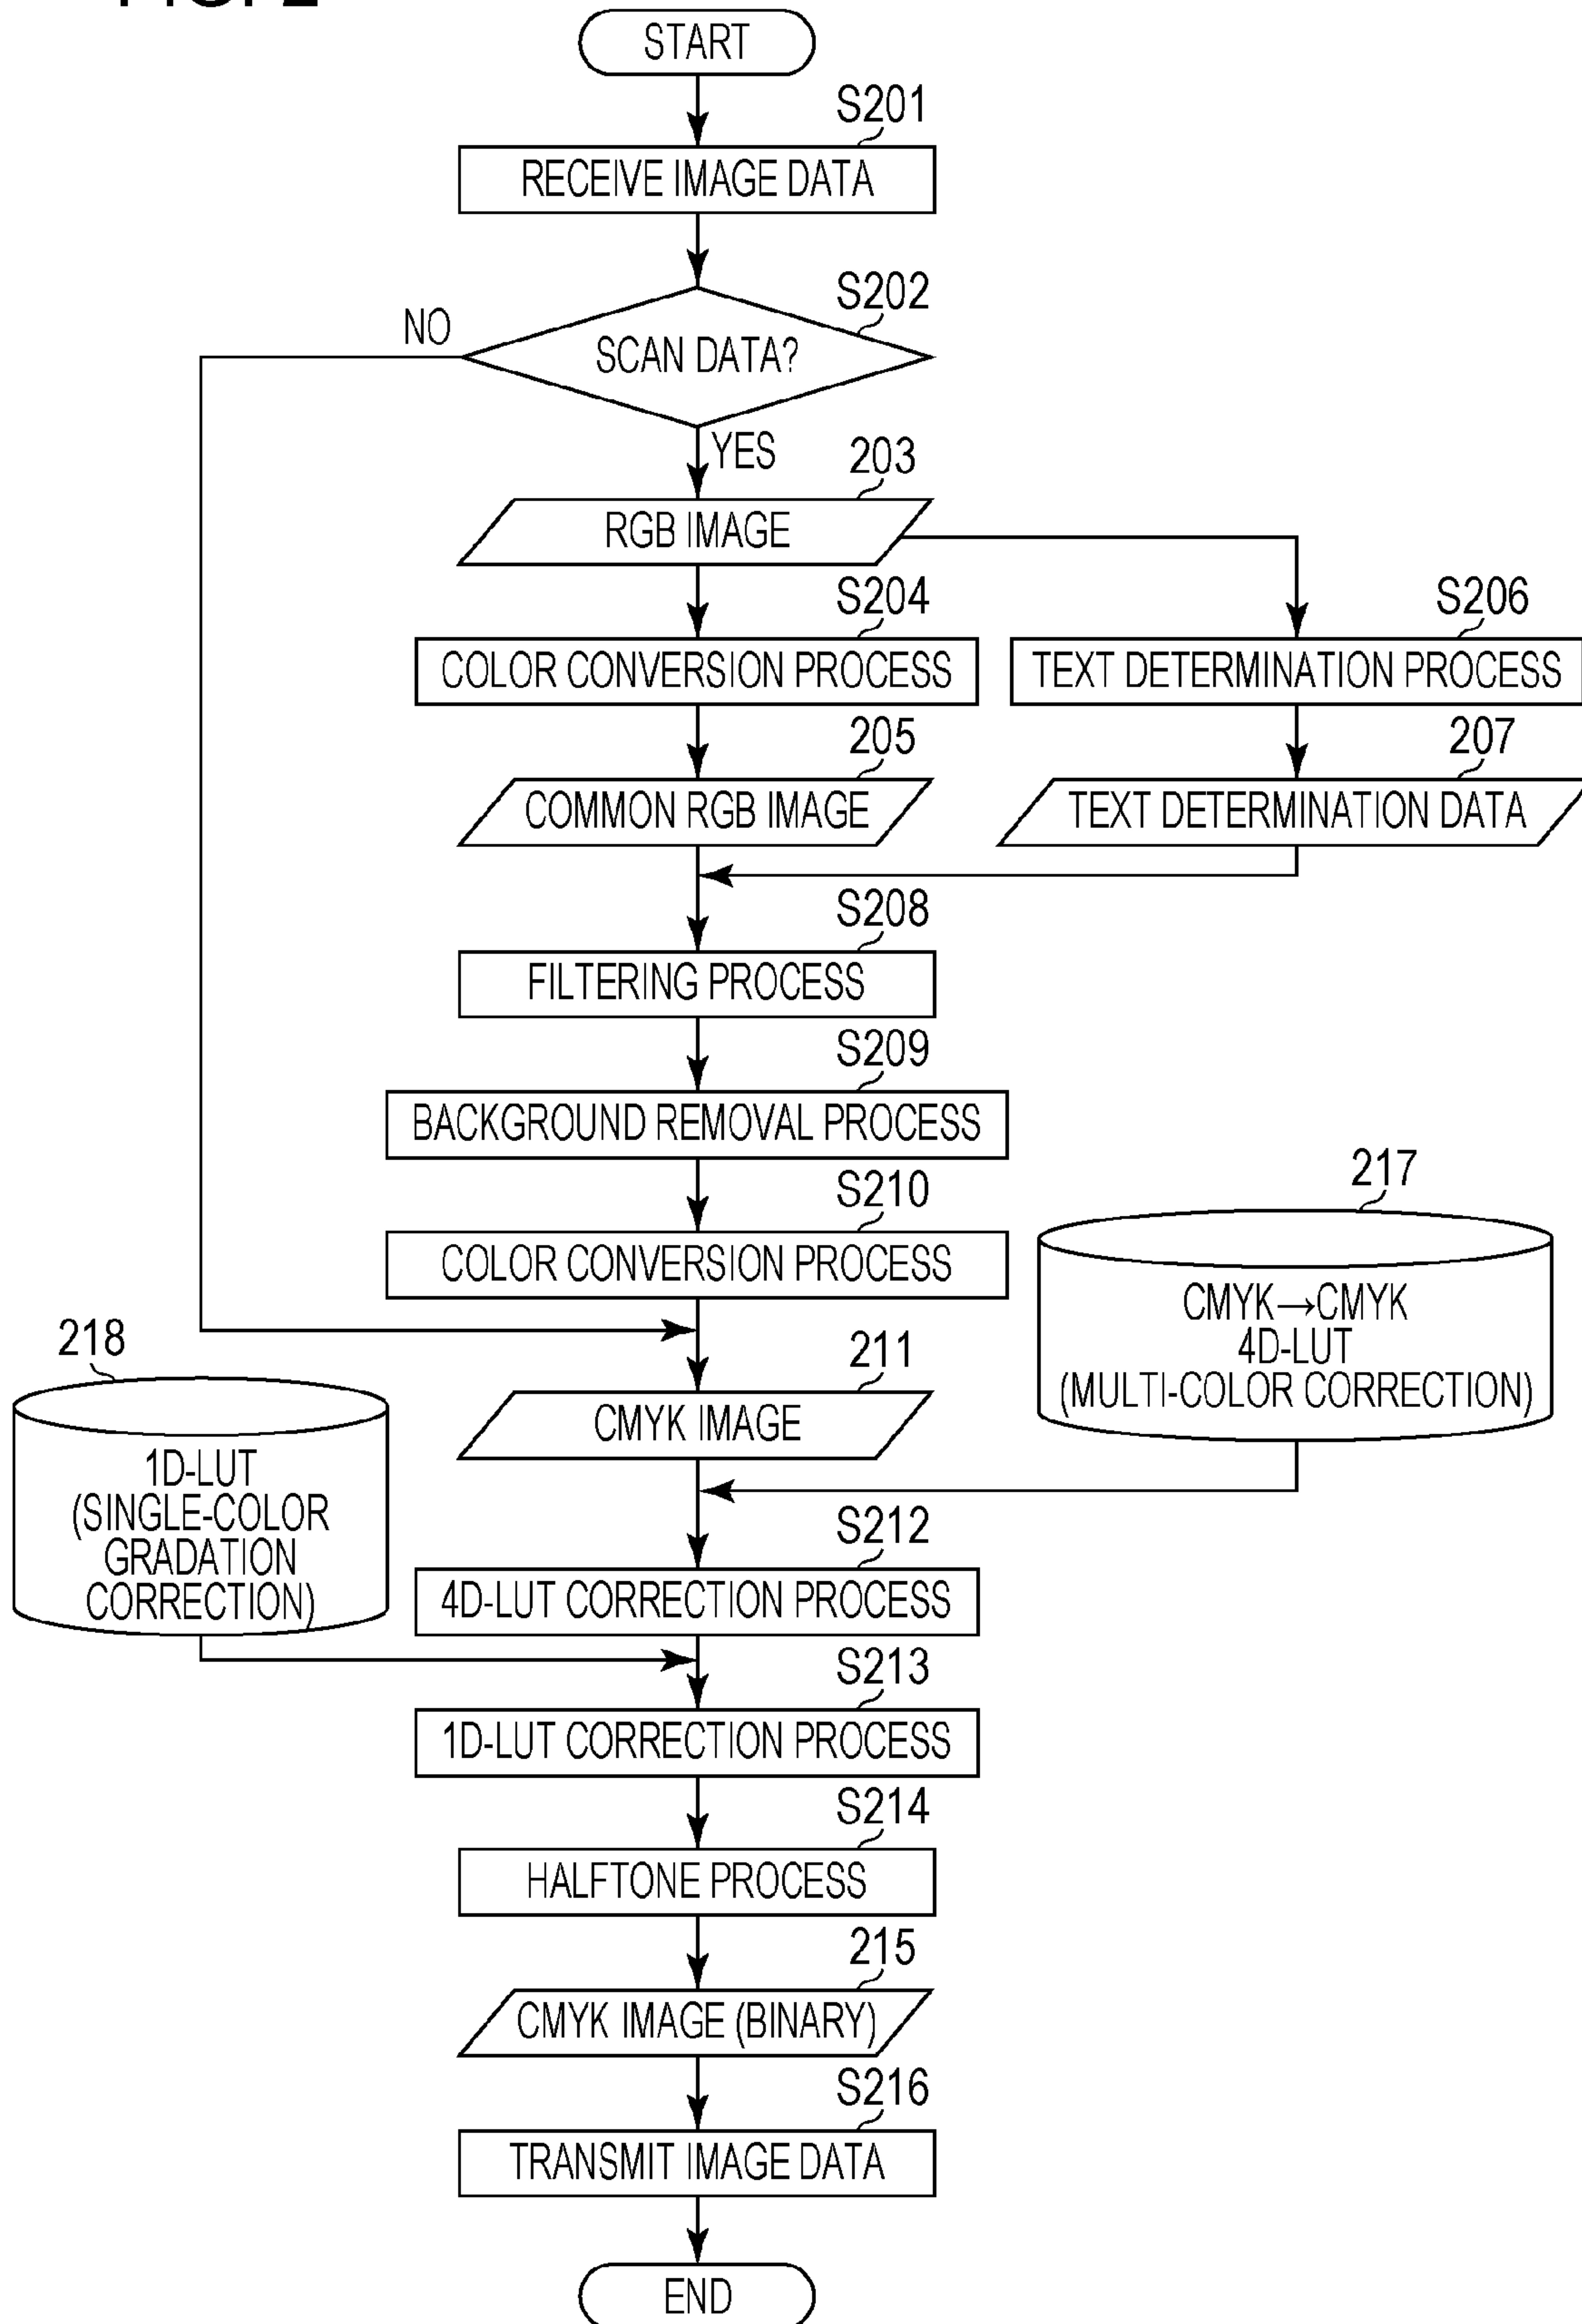 FIG. 2
START
S201
RECEIVE IMAGE DATA
S202
NO
SCAN DATA?
YES
203
RGB IMAGE
S204
S206
COLOR CONVERSION PROCESS
TEXT DETERMINATION PROCESS
205
207
COMMON RGB IMAGE
TEXT DETERMINATION DATA
S208
FILTERING PROCESS
S209
BACKGROUND REMOVAL PROCESS
S210
217
COLOR CONVERSION PROCESS
CMYK→CMYK
4D-LUT
(MULTI-COLOR CORRECTION)
218
211
CMYK IMAGE
1D-LUT
(SINGLE-COLOR
GRADATION
CORRECTION)
S212
4D-LUT CORRECTION PROCESS
S213
1D-LUT CORRECTION PROCESS
S214
HALFTONE PROCESS
215
CMYK IMAGE (BINARY)
S216
TRANSMIT IMAGE DATA
END